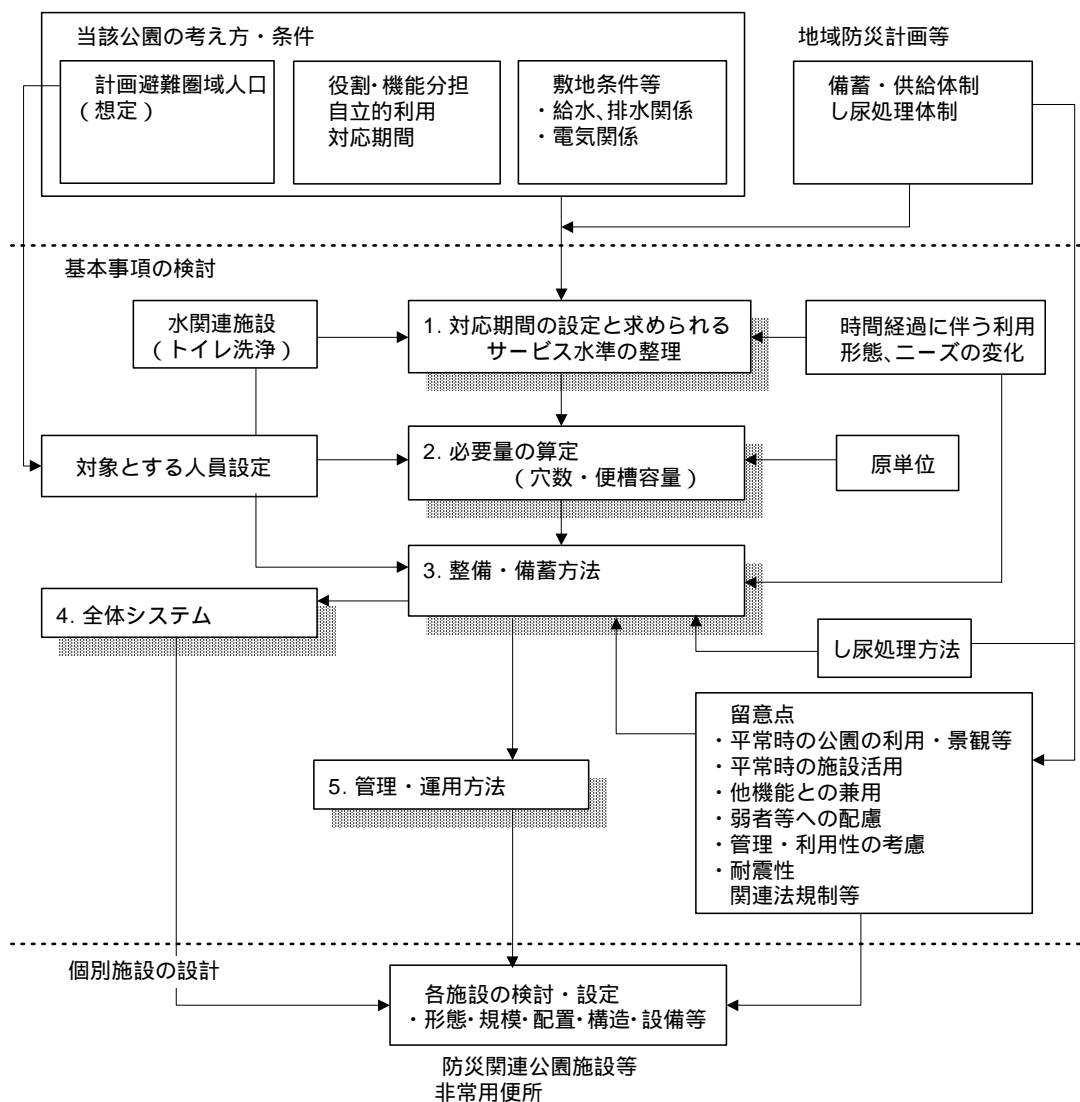 当該公園の考え方・条件
地域防災計画等
計画避難圏域人口
(想定)
役割・機能分担
自立的利用
対応期間
敷地条件等
・給水、排水関係
・電気関係
備蓄・供給体制
し尿処理体制
基本事項の検討
水関連施設
(トイレ洗浄)
1. 対応期間の設定と求められる
サービス水準の整理
時間経過に伴う利用
形態、ニーズの変化
対象とする人員設定
2. 必要量の算定
(穴数・便槽容量)
原単位
3. 整備・備蓄方法
4. 全体システム
し尿処理方法
留意点
・平常時の公園の利用・景観等
・平常時の施設活用
・他機能との兼用
・弱者等への配慮
・管理・利用性の考慮
・耐震性
関連法規制等
5. 管理・運用方法
個別施設の設計
各施設の検討・設定
・形態・規模・配置・構造・設備等
防災関連公園施設等
非常用便所